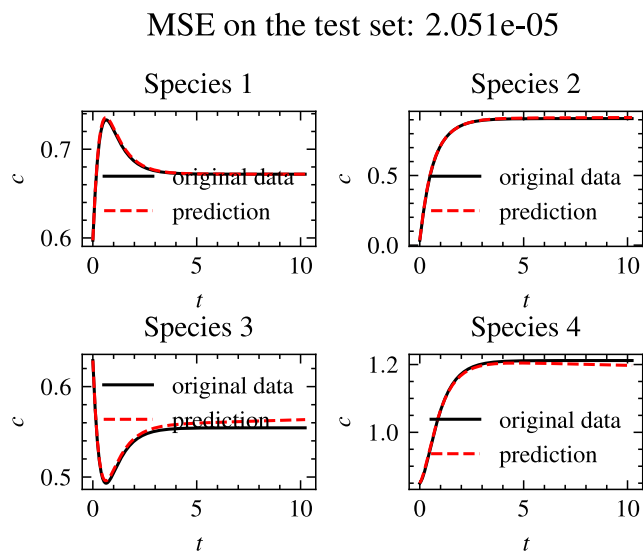 MSE on the test set: 2.051e-05
Species 1
Species 2
c
0.7
0.6
original data
prediction
0
5
10
t
c
0.5
0.0
original data
prediction
0
5
10
t
Species 3
Species 4
c
0.6
0.5
original data
prediction
0
5
10
t
c
1.2
1.0
original data
prediction
0
5
10
t